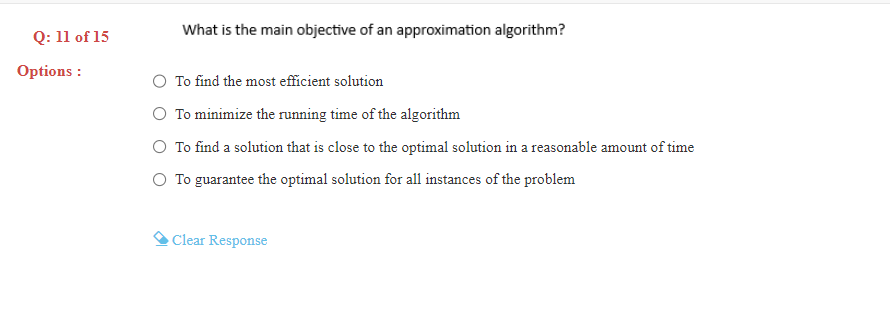 Q: 11 of 15
What is the main objective of an approximation algorithm?
Options :
To find the most efficient solution
To minimize the running time of the algorithm
To find a solution that is close to the optimal solution in a reasonable amount of time
To guarantee the optimal solution for all instances of the problem
Clear Response